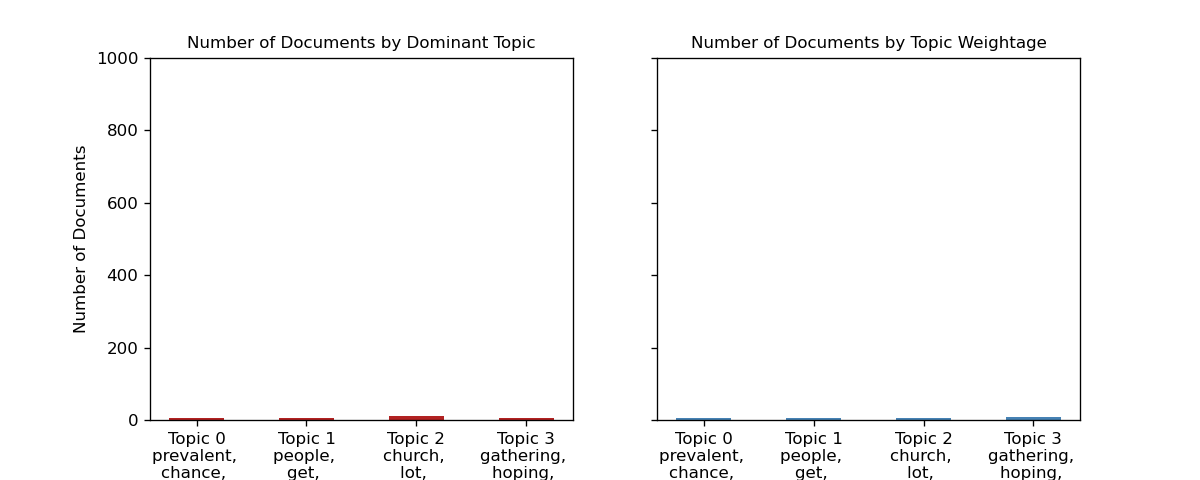 Number of Documents by Dominant Topic
Number of Documents
1000
800
600
400
200
0
Topic 0
prevalent,
chance,
Topic 1
people,
get,
Topic 2
church,
lot,
Topic 3
gathering,
hoping,
Number of Documents by Topic Weightage
Topic 0
prevalent,
chance,
Topic 1
people,
get,
Topic 2
church,
lot,
Topic 3
gathering,
hoping,